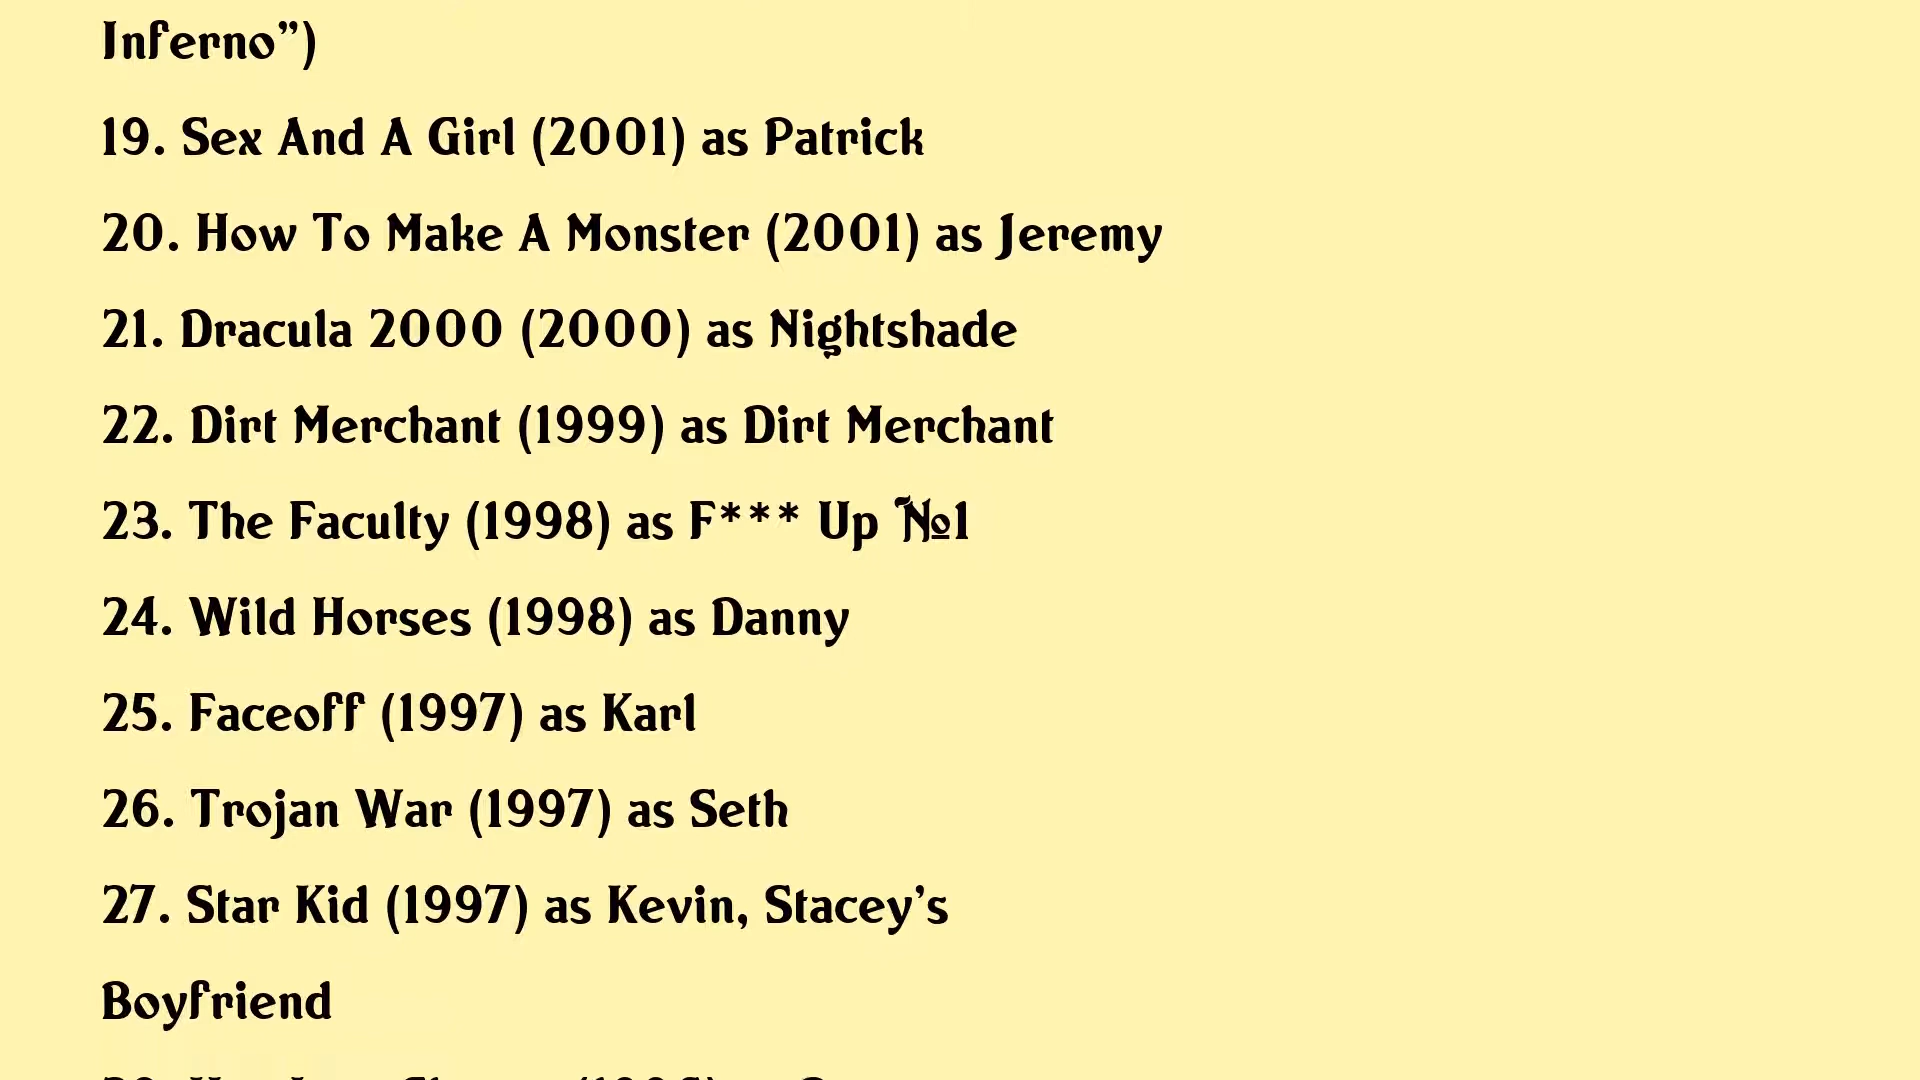 Inferno”)
19. Sex And A Girl (2001) as Patrick
20. How To Make A Monster (2001) as Jeremy
21. Dracula 2000 (2000) as Nightshade
22. Dirt Merchant (1999) as Dirt Merchant
23. The Faculty (1998) as F*** Up №1
24. Wild Horses (1998) as Danny
25. Faceoff (1997) as Karl
26. Trojan War (1997) as Seth
27. Star Kid (1997) as Kevin, Stacey’s
Boyfriend